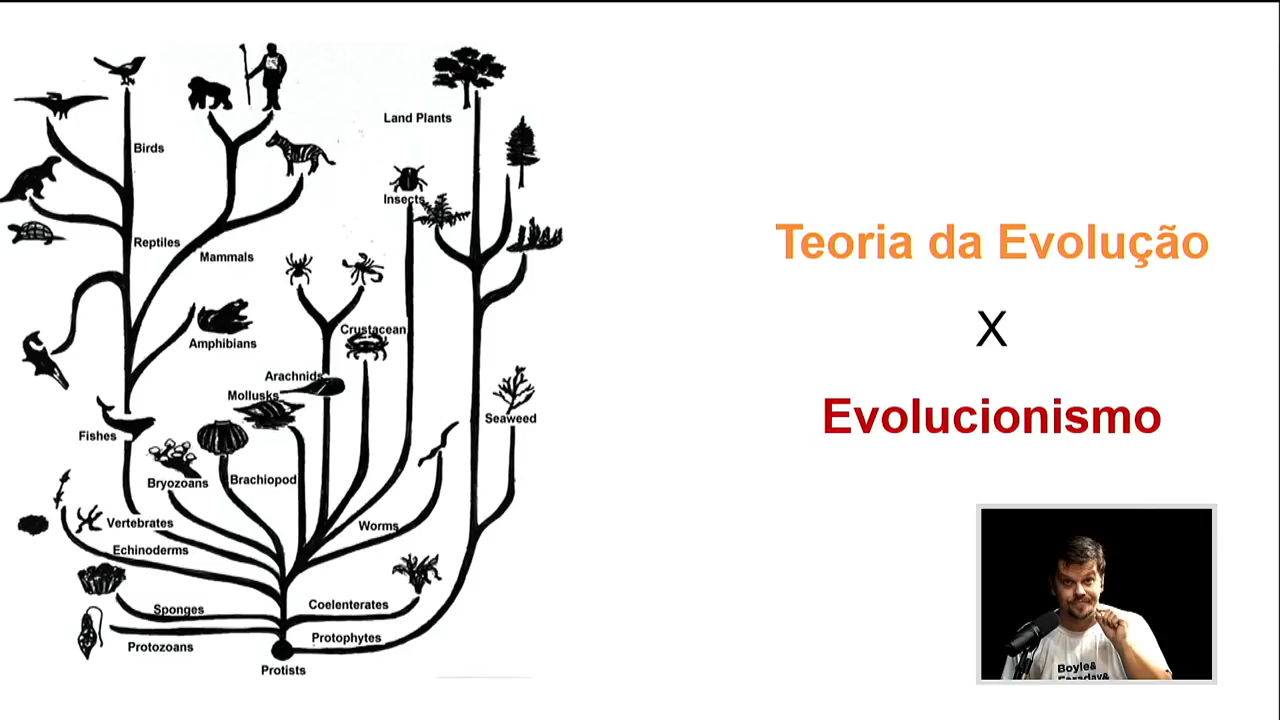 Birds
Land Plants
Insects
Reptiles
Mammals
Crustacean
Amphibians
Arachnids
Mollusks
Seaweed
Fishes
Bryozoans
Brachiopod
Vertebrates
Worms
Echinoderms
Sponges
Coelenterates
Protozoans
Protophytes
Protists
Teoria da Evolução
X
Evolucionismo
Boyle&
Faraday&